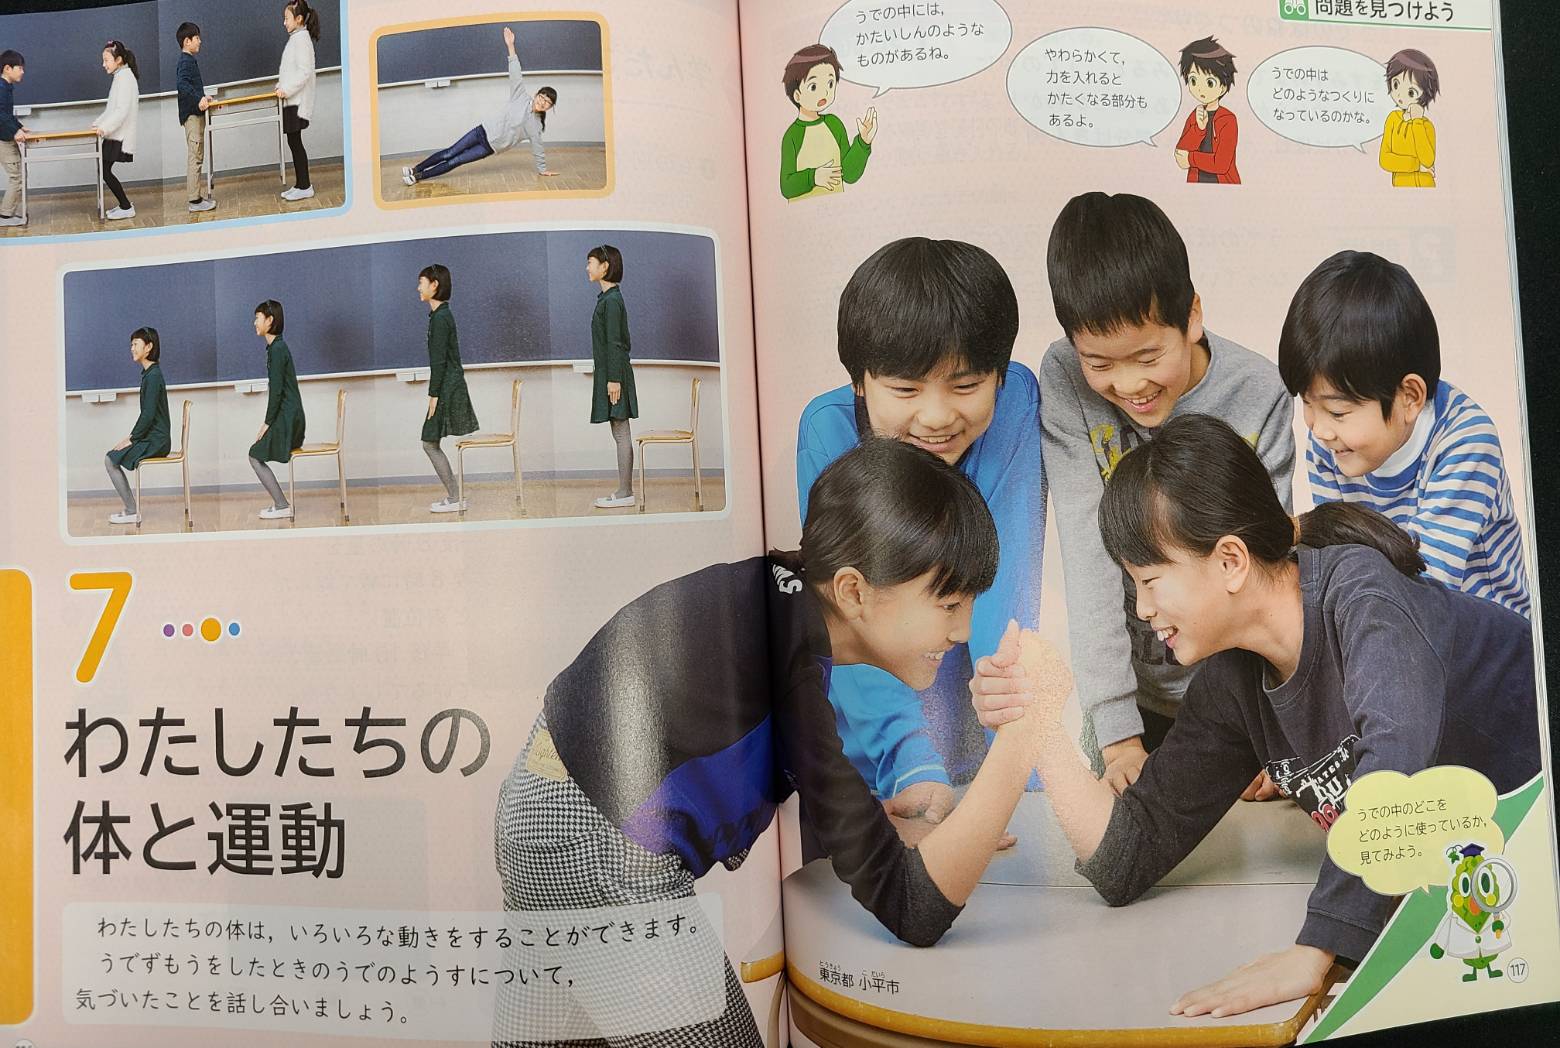 7
わたしたちの
体と運動
わたしたちの体は，いろいろな動きをすることができます。
うでずもうをしたときのうでのようすについて，
気づいたことを話し合いましょう。
問題を見つけよう
うでの中には，
かたいしんのような
ものがあるね。
やわらかくて，
力を入れると
かたくなる部分も
あるよ。
うでの中は
どのようなつくりに
なっているのかな。
うでの中のどこを
どのように使っているか，
見てみよう。
とうきょう こだいら
東京都 小平市
117